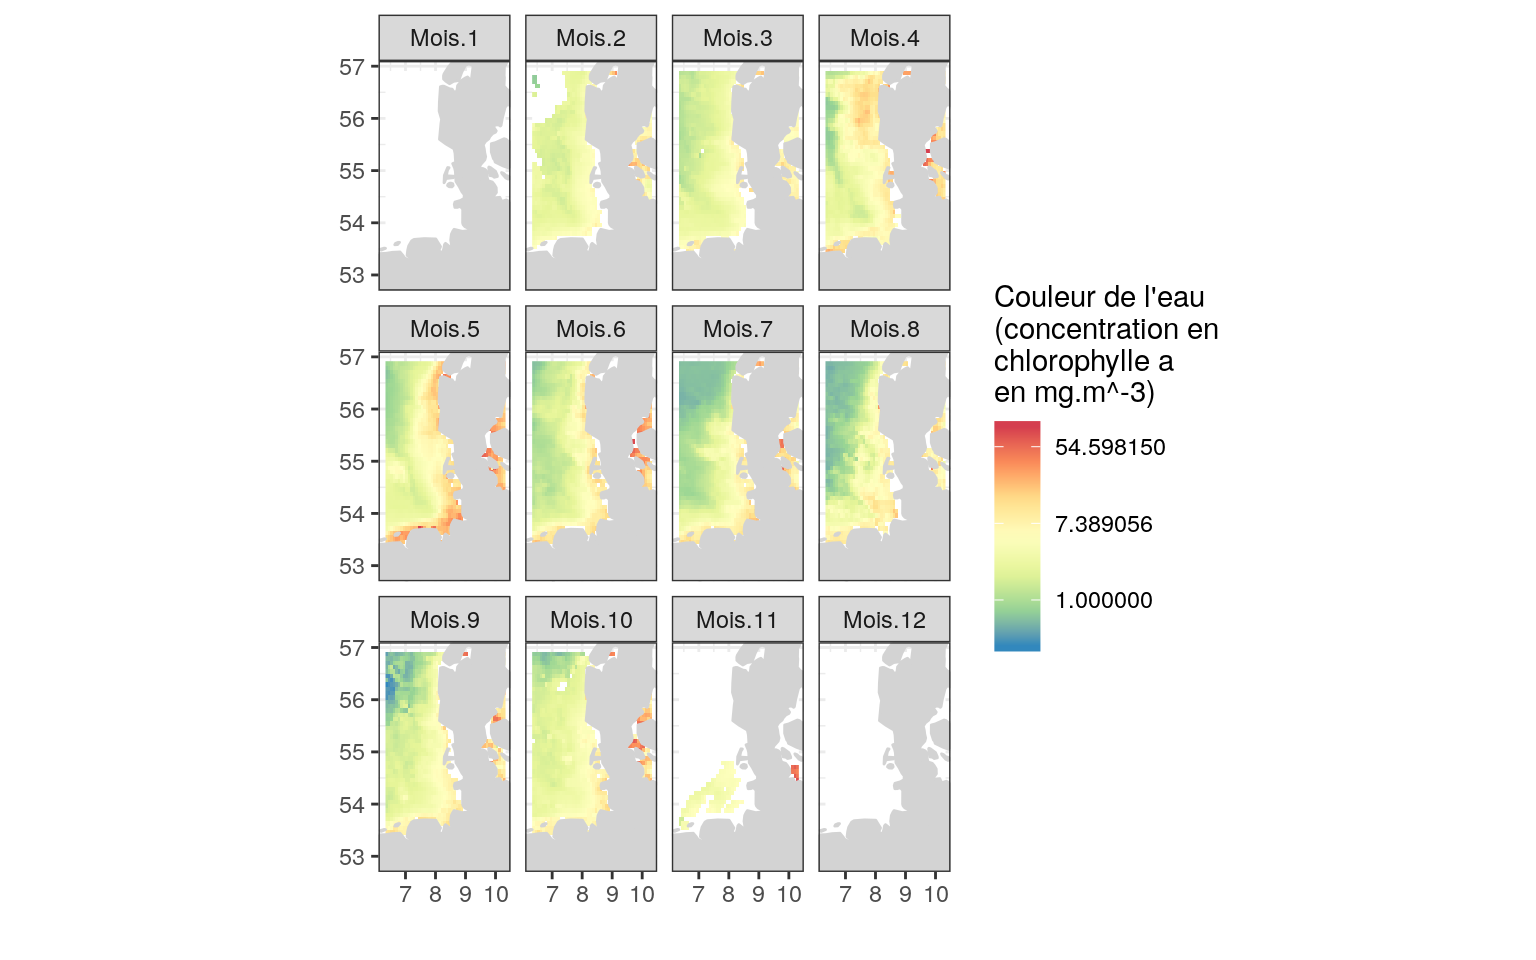 Mois.1 Mois.2 Mois.3 Mois.4
57
56
55
54
53
Mois.5 Mois.6 Mois.7 Mois.8
57
56
55
54
53
Mois.9 Mois.10 Mois.11 Mois.12
57
56
55
54
53
7 8 9 10 7 8 9 10 7 8 9 10 7 8 9 10
Couleur de l'eau
(concentration en
chlorophylle a
en mg.m^-3)
54.598150
7.389056
1.000000